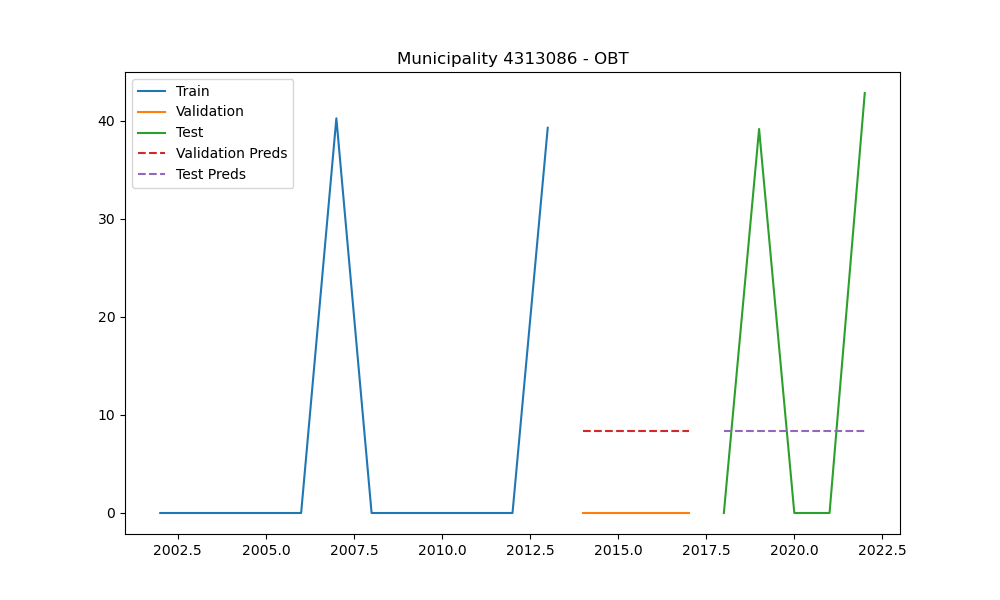 Municipality 4313086 - OBT
Train
Validation
Test
Validation Preds
Test Preds
40
30
20
10
0
2002.5 2005.0 2007.5 2010.0 2012.5 2015.0 2017.5 2020.0 2022.5